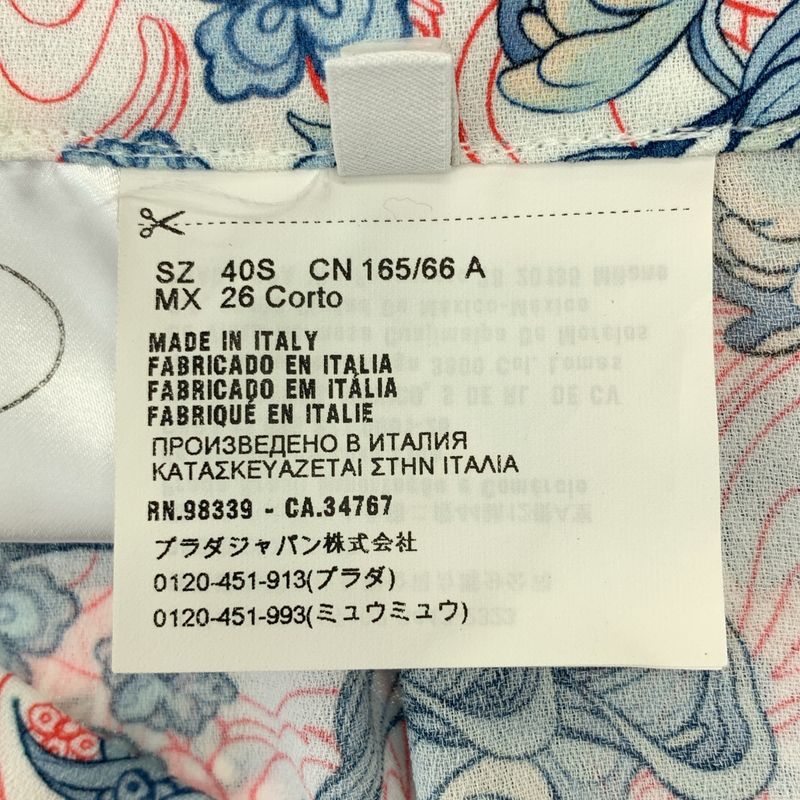 SZ 40S CN 165/66 A
MX 26 Corto
MADE IN ITALY
FABRICADO EN ITALIA
FABRICADO EM ITÁLIA
FABRIQUÉ EN ITALIE
ПРОИЗВЕДЕНО В ИТАЛИЯ
ΚΑΤΑΣΚΕΥΑΖΕΤΑΙ ΣΤΗΝ ΙΤΑΛΙΑ
RN.98339 - CA.34767
プラダジャパン株式会社
0120-451-913(プラダ)
0120-451-993(ミュウミュウ)